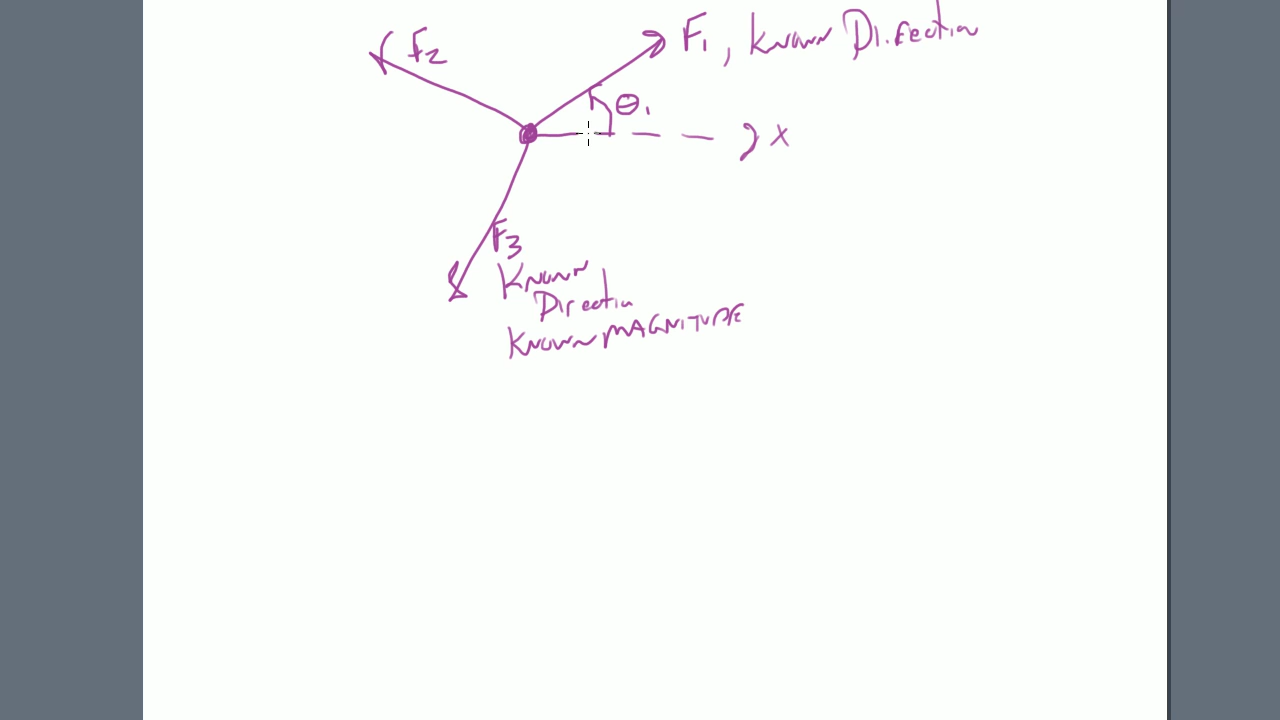 F2
F1, Known Direction
θ1
x
F3
Known
Direction
KNOWN MAGNITUDE